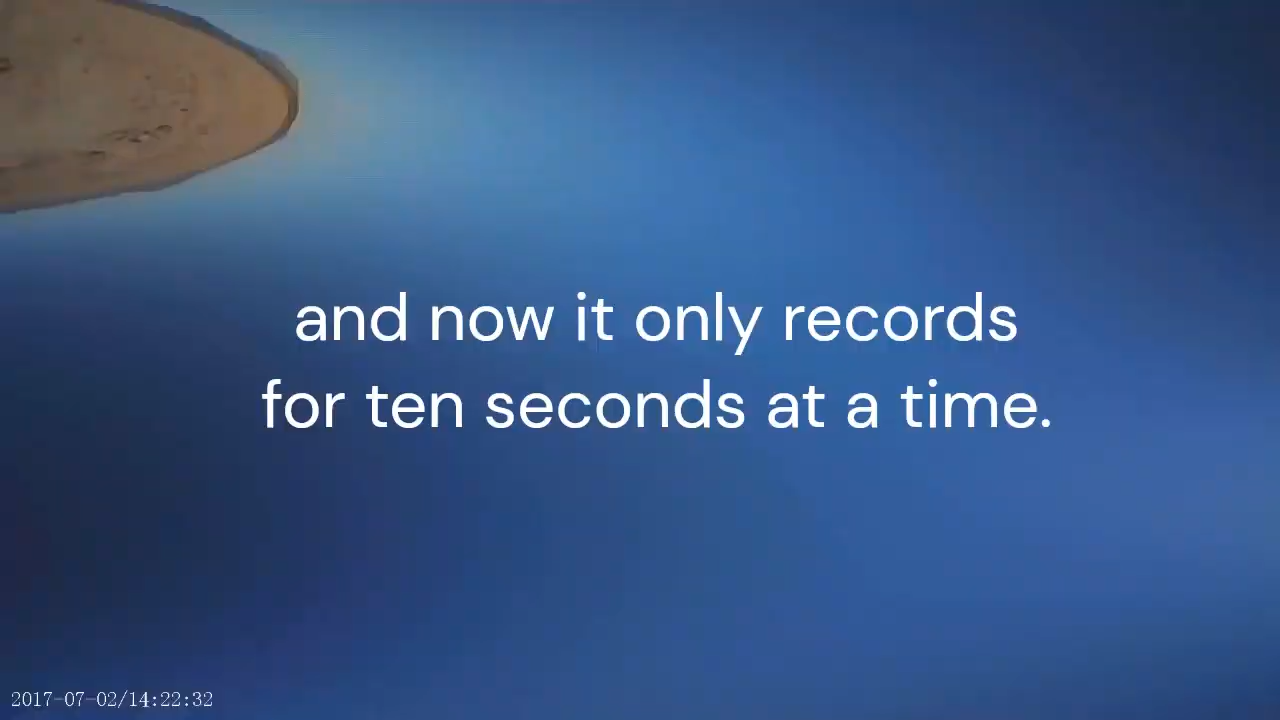 and now it only records
for ten seconds at a time.
2017-07-02/14:22:32